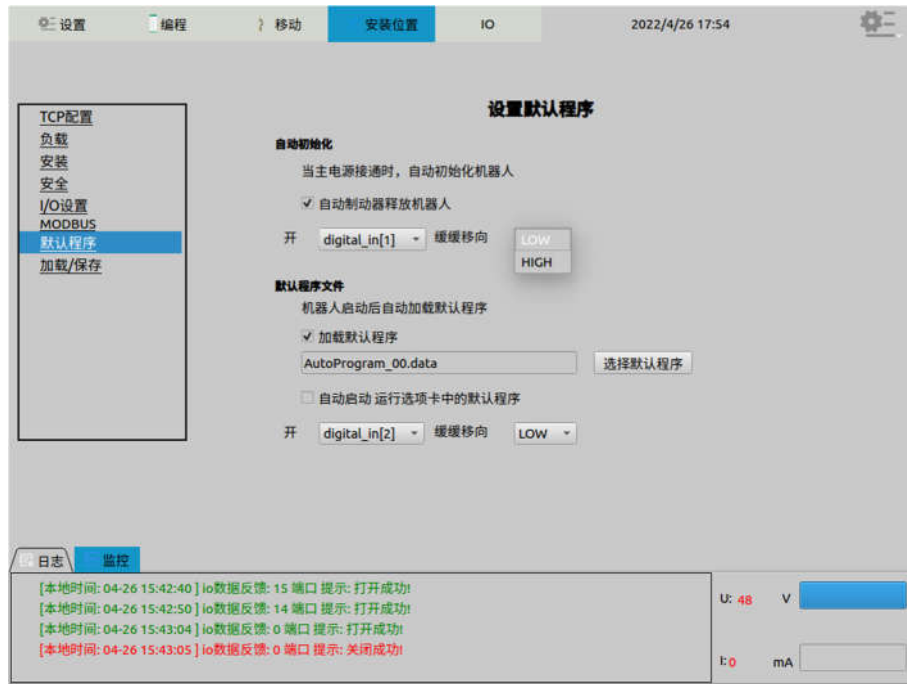 设置 编程 移动 安装位置 IO 2022/4/26 17:54
TCP配置
负载
安装
安全
I/O设置
MODBUS
默认程序
加载/保存
设置默认程序
自动初始化
当主电源接通时，自动初始化机器人
自动制动器释放机器人
开 digital_in[1] 缓缓移向 LOW
HIGH
默认程序文件
机器人启动后自动加载默认程序
加载默认程序
AutoProgram_00.data 选择默认程序
自动启动 运行选项卡中的默认程序
开 digital_in[2] 缓缓移向 LOW
日志 监控
[本地时间: 04-26 15:42:40 ] io数据反馈: 15 端口 提示: 打开成功!
[本地时间: 04-26 15:42:50 ] io数据反馈: 14 端口 提示: 打开成功!
[本地时间: 04-26 15:43:04 ] io数据反馈: 0 端口 提示: 打开成功!
[本地时间: 04-26 15:43:05 ] io数据反馈: 0 端口 提示: 关闭成功!
U: 48 V
I: 0 mA